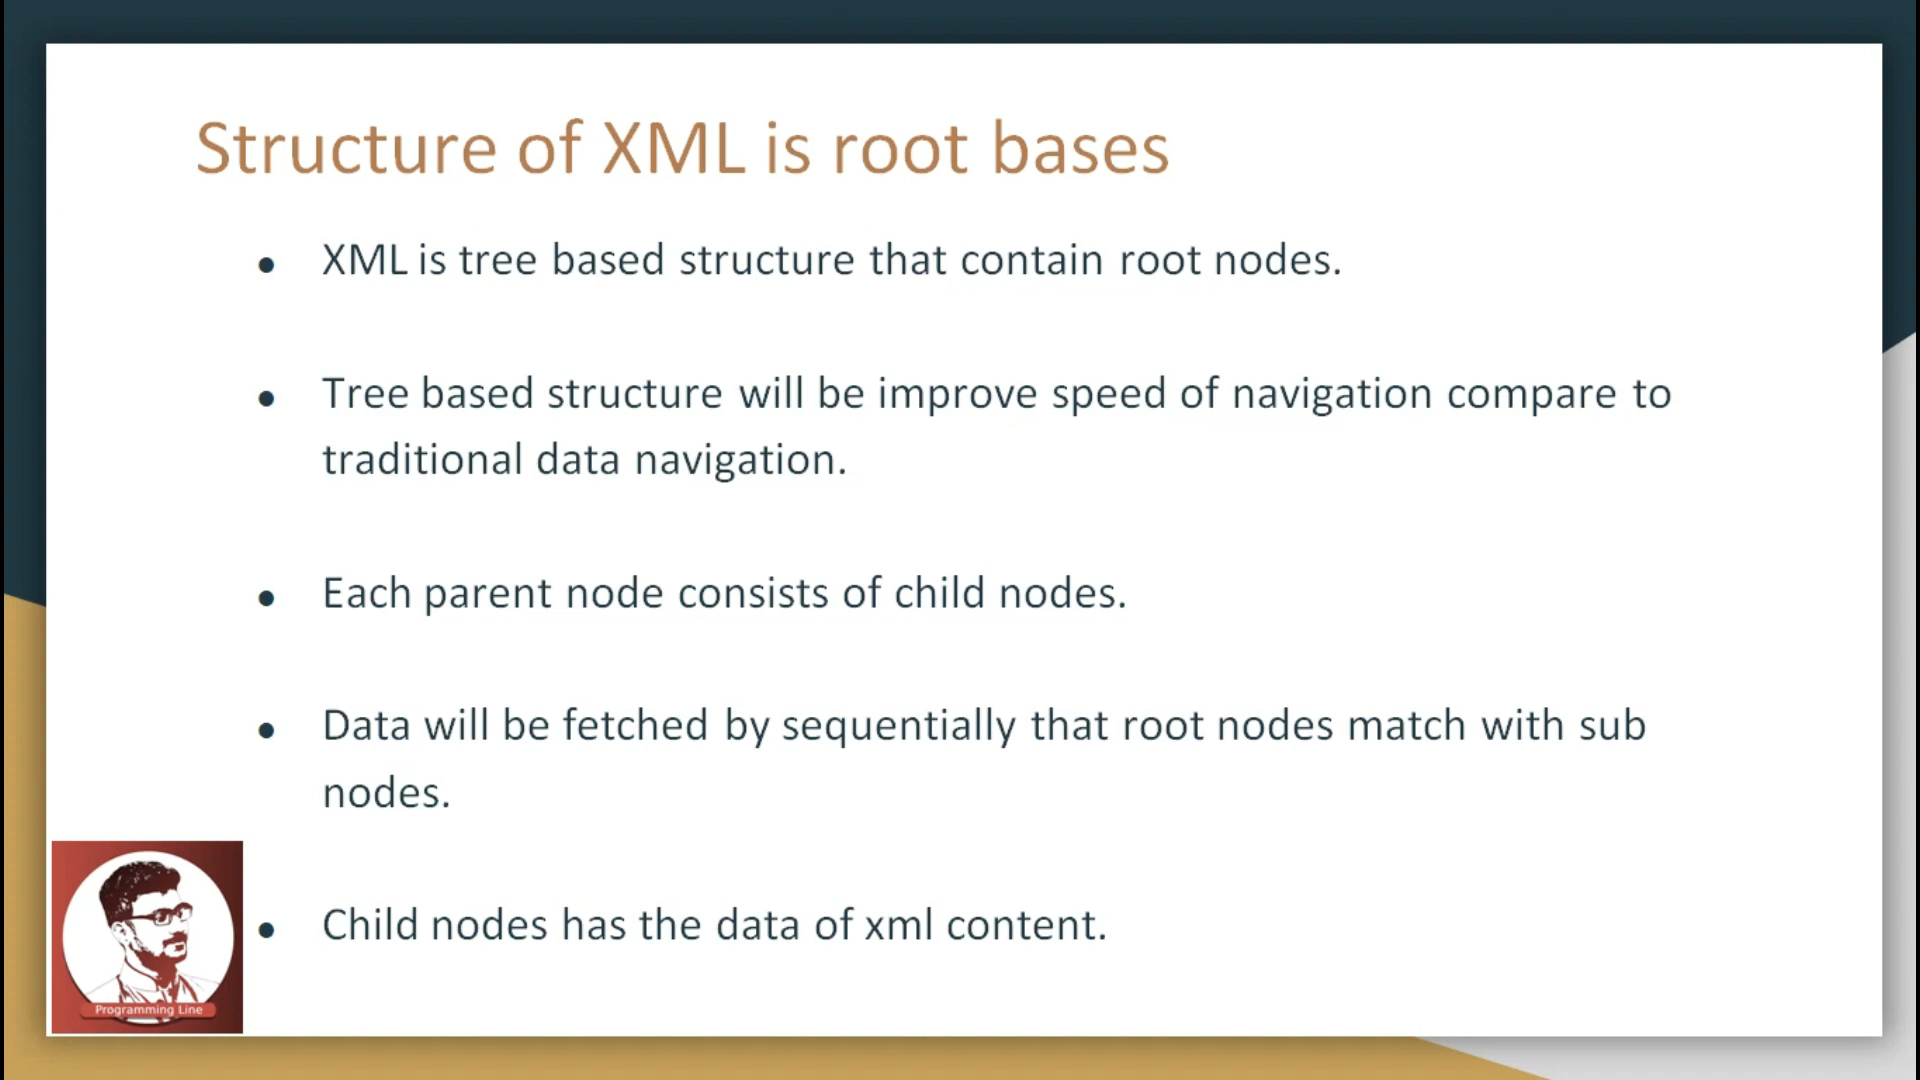 Structure of XML is root bases
● XML is tree based structure that contain root nodes.
● Tree based structure will be improve speed of navigation compare to
traditional data navigation.
● Each parent node consists of child nodes.
● Data will be fetched by sequentially that root nodes match with sub
nodes.
● Child nodes has the data of xml content.
Programming Line